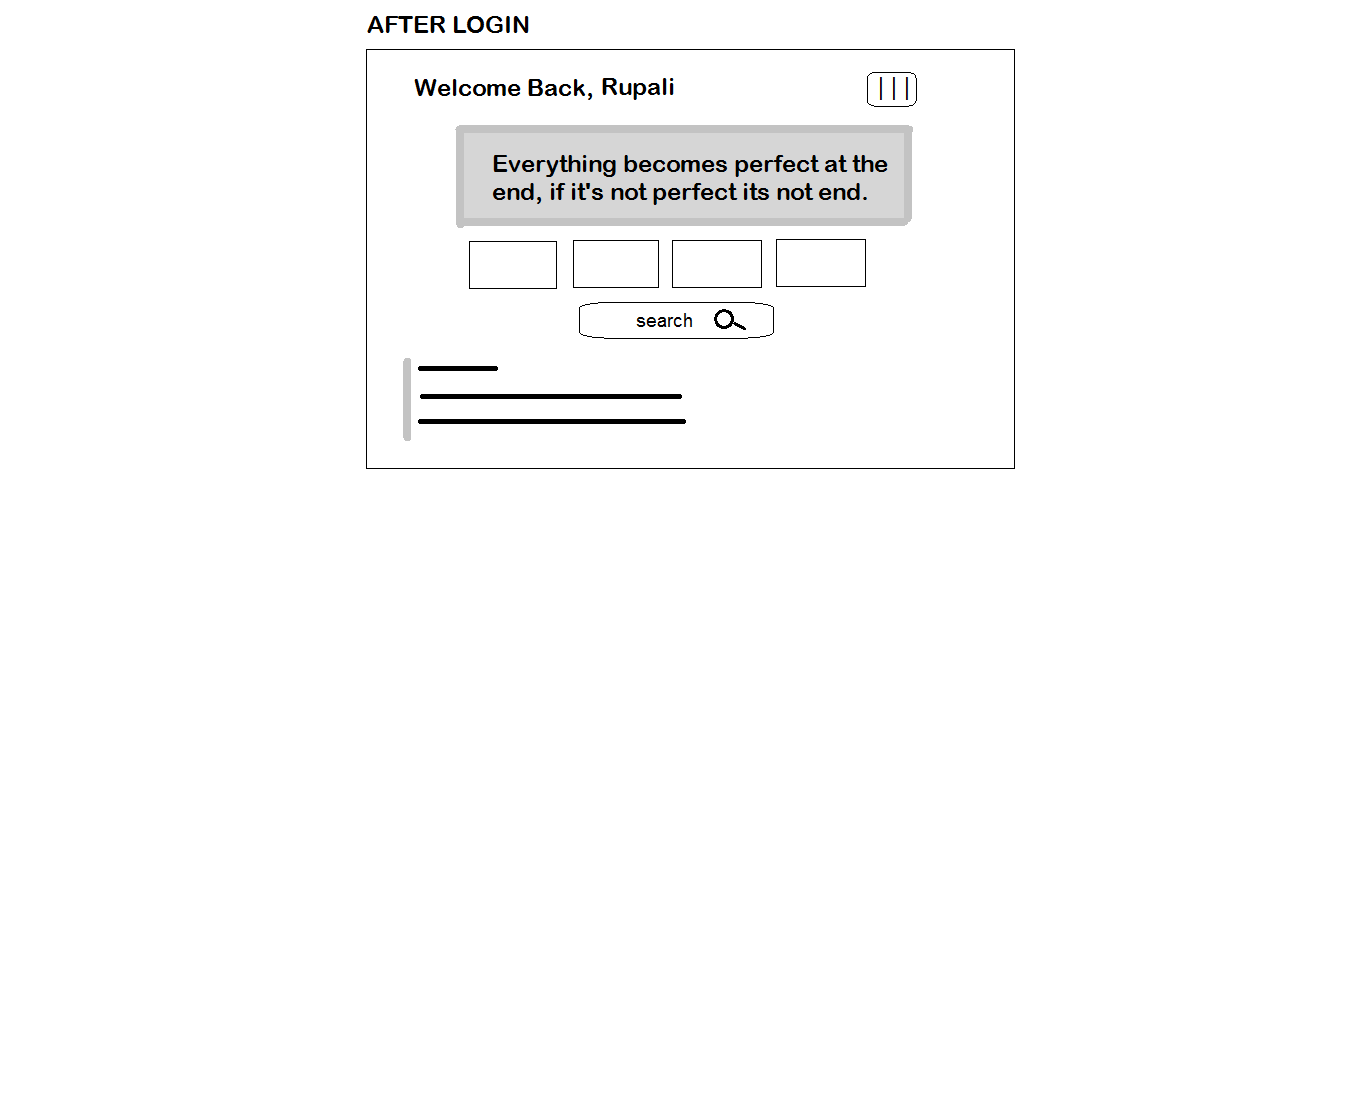 AFTER LOGIN
Welcome Back, Rupali
Everything becomes perfect at the
end, if it's not perfect its not end.
search